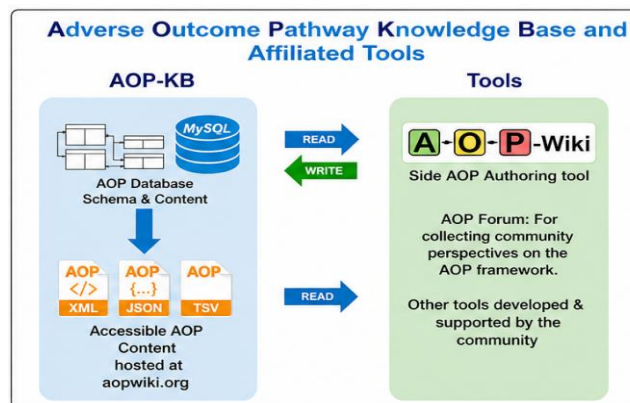 Adverse Outcome Pathway Knowledge Base and
Affiliated Tools
AOP-KB
MySQL
AOP Database
Schema & Content
AOP
</>
XML
AOP
{...}
JSON
AOP
TSV
Accessible AOP
Content
hosted at
aopwiki.org
READ
WRITE
READ
Tools
A-O-P-Wiki
Side AOP Authoring tool
AOP Forum: For
collecting community
perspectives on the
AOP framework.
Other tools developed &
supported by the
community